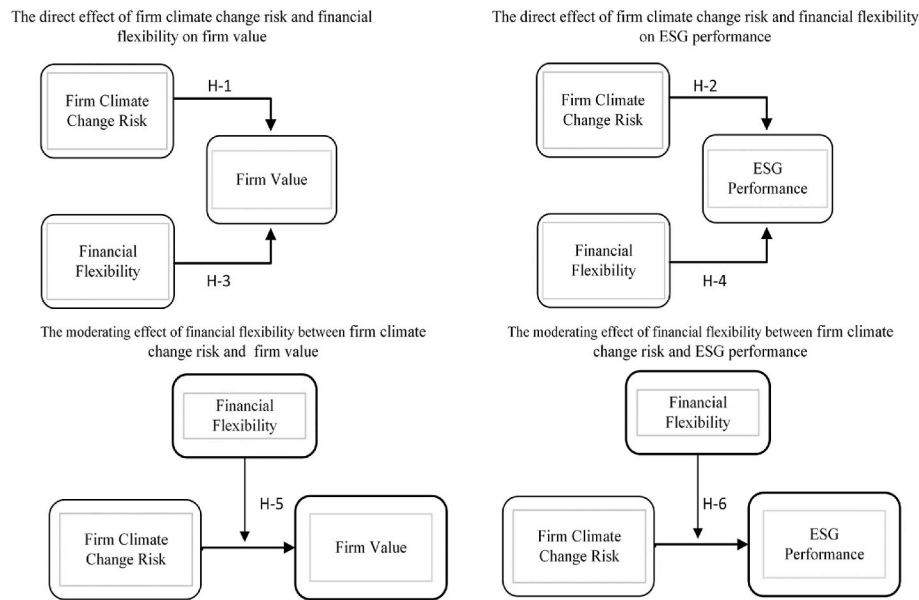 The direct effect of firm climate change risk and financial
flexibility on firm value
H-1
Firm Climate
Change Risk
Firm Value
Financial
Flexibility
H-3
The direct effect of firm climate change risk and financial flexibility
on ESG performance
H-2
Firm Climate
Change Risk
ESG
Performance
Financial
Flexibility
H-4
The moderating effect of financial flexibility between firm climate
change risk and firm value
Financial
Flexibility
H-5
Firm Climate
Change Risk
Firm Value
The moderating effect of financial flexibility between firm climate
change risk and ESG performance
Financial
Flexibility
H-6
Firm Climate
Change Risk
ESG
Performance